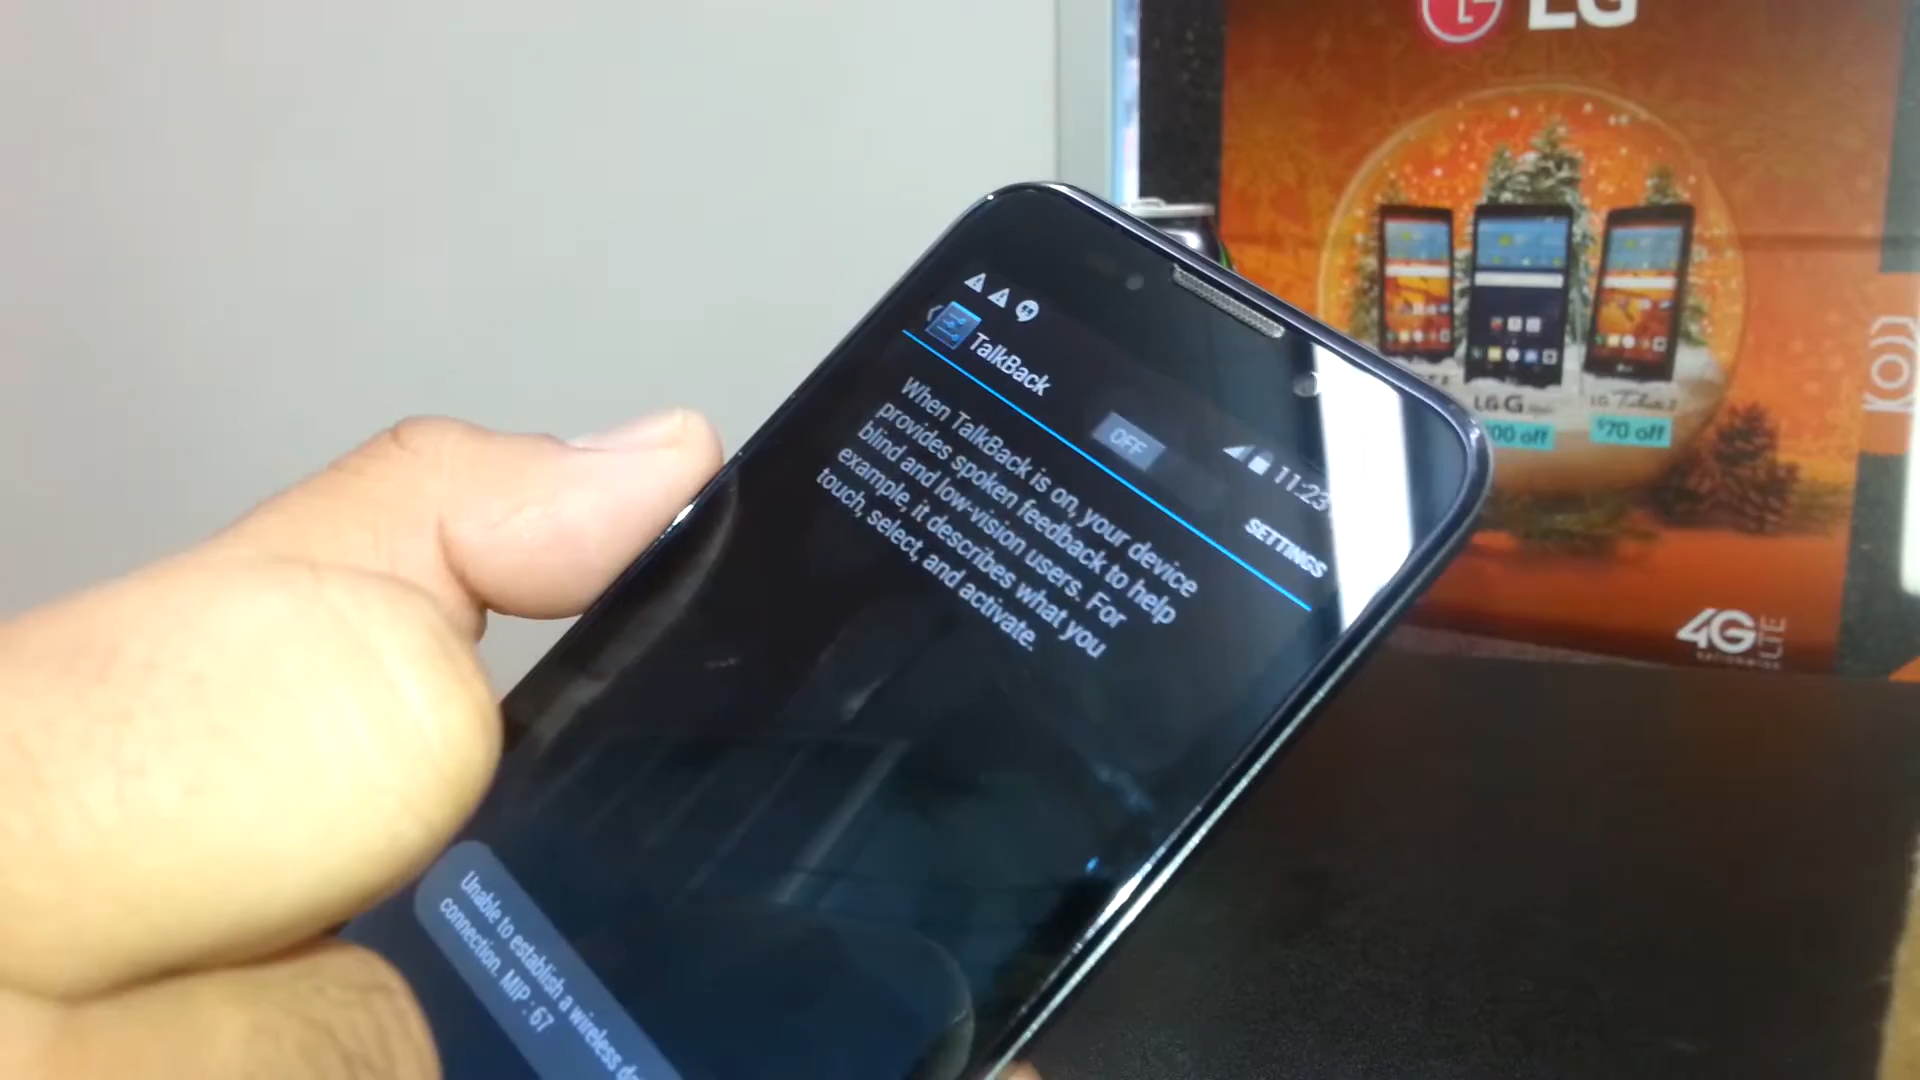 TalkBack
OFF
11:23
SETTINGS
When TalkBack is on, your device
provides spoken feedback to help
blind and low-vision users. For
example, it describes what you
touch, select, and activate.
Unable to establish a wireless
connection. MIP : 67
LG
LG G
$70 off
4G LTE